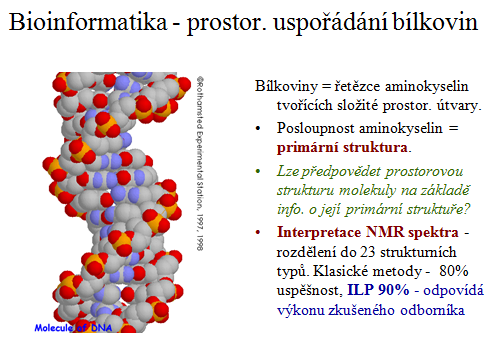 Bioinformatika - prostor. uspořádání bílkovin
©Rothamsted Experimental Station, 1997, 1998
Molecule of DNA
Bílkoviny = řetězce aminokyselin
tvořících složité prostor. útvary.
• Posloupnost aminokyselin =
primární struktura.
• Lze předpovědet prostorovou
strukturu molekuly na základě
info. o její primární struktuře?
• Interpretace NMR spektra -
rozdělení do 23 strukturních
typů. Klasické metody - 80%
uspěšnost, ILP 90% - odpovídá
výkonu zkušeného odborníka